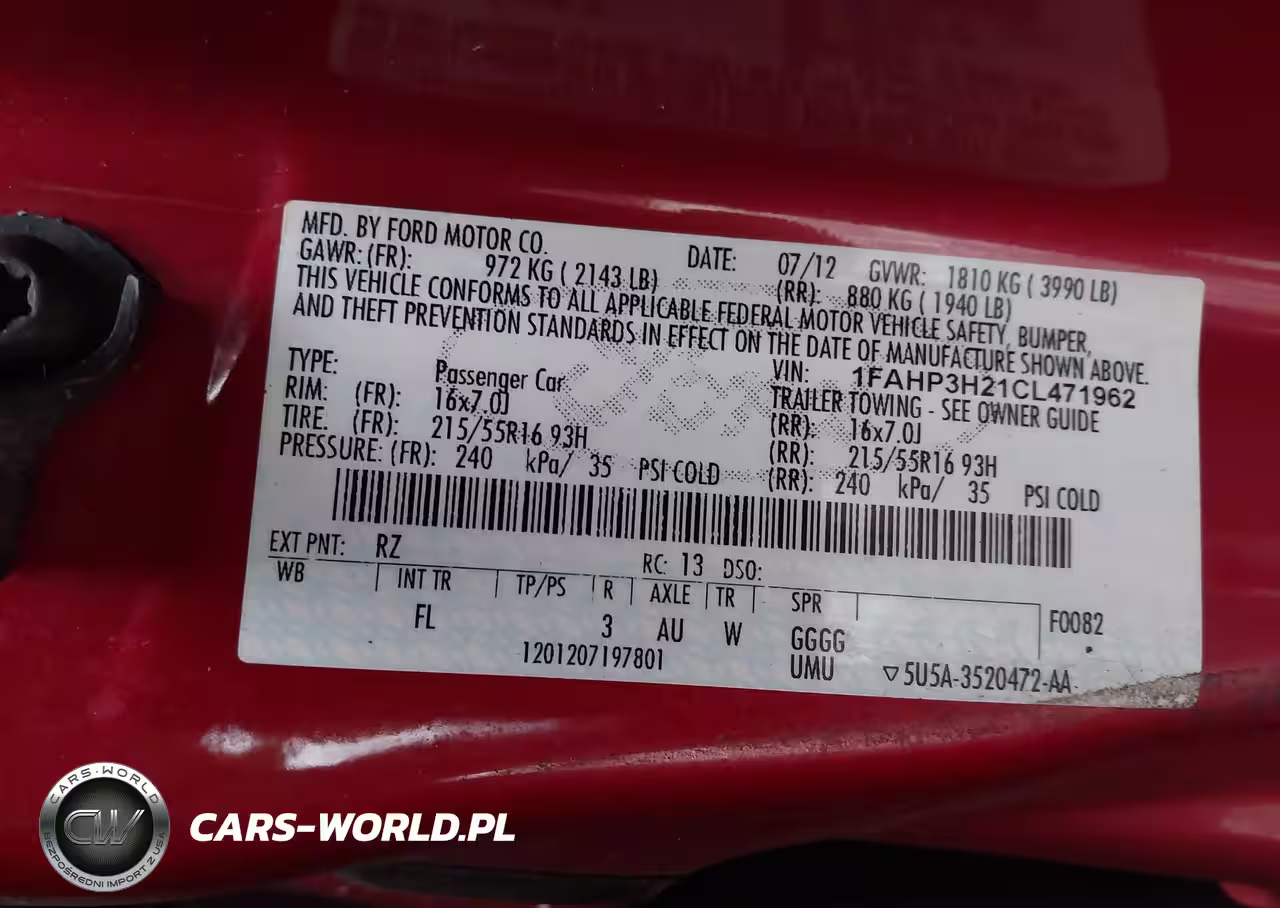 MFD. BY FORD MOTOR CO. DATE: 07/12 GVWR: 1810 KG ( 3990 LB)
GAWR: (FR): 972 KG ( 2143 LB) (RR): 880 KG ( 1940 LB)
THIS VEHICLE CONFORMS TO ALL APPLICABLE FEDERAL MOTOR VEHICLE SAFETY, BUMPER,
AND THEFT PREVENTION STANDARDS IN EFFECT ON THE DATE OF MANUFACTURE SHOWN ABOVE.
VIN: 1FAHP3H21CL471962
TYPE: Passenger Car TRAILER TOWING - SEE OWNER GUIDE
RIM: (FR): 16x7.0J (RR): 16x7.0J
TIRE: (FR): 215/55R16 93H (RR): 215/55R16 93H
PRESSURE: (FR): 240 kPa/ 35 PSI COLD (RR): 240 kPa/ 35 PSI COLD
EXT PNT: RZ RC: 13 DSO:
WB INT TR TP/PS R AXLE TR SPR F0082
FL 3 AU W GGGG
1201207197801 UMU ▽5U5A-3520472-AA
CARS-WORLD
CW
BEZPOŚREDNI IMPORT Z USA
CARS-WORLD.PL